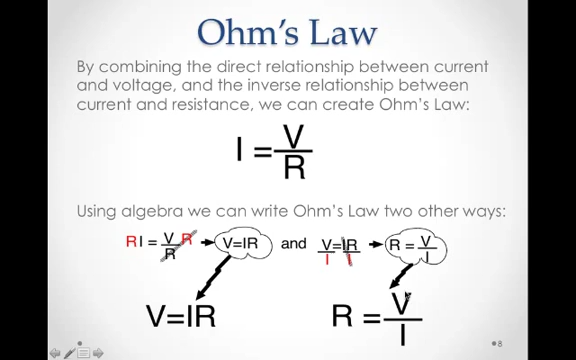 Ohm's Law
By combining the direct relationship between current
and voltage, and the inverse relationship between
current and resistance, we can create Ohm's Law:
I = V/R
Using algebra we can write Ohm's Law two other ways:
R I = V/R R → V=IR and V/I = IR/I → R = V/I
V=IR R = V/I
8